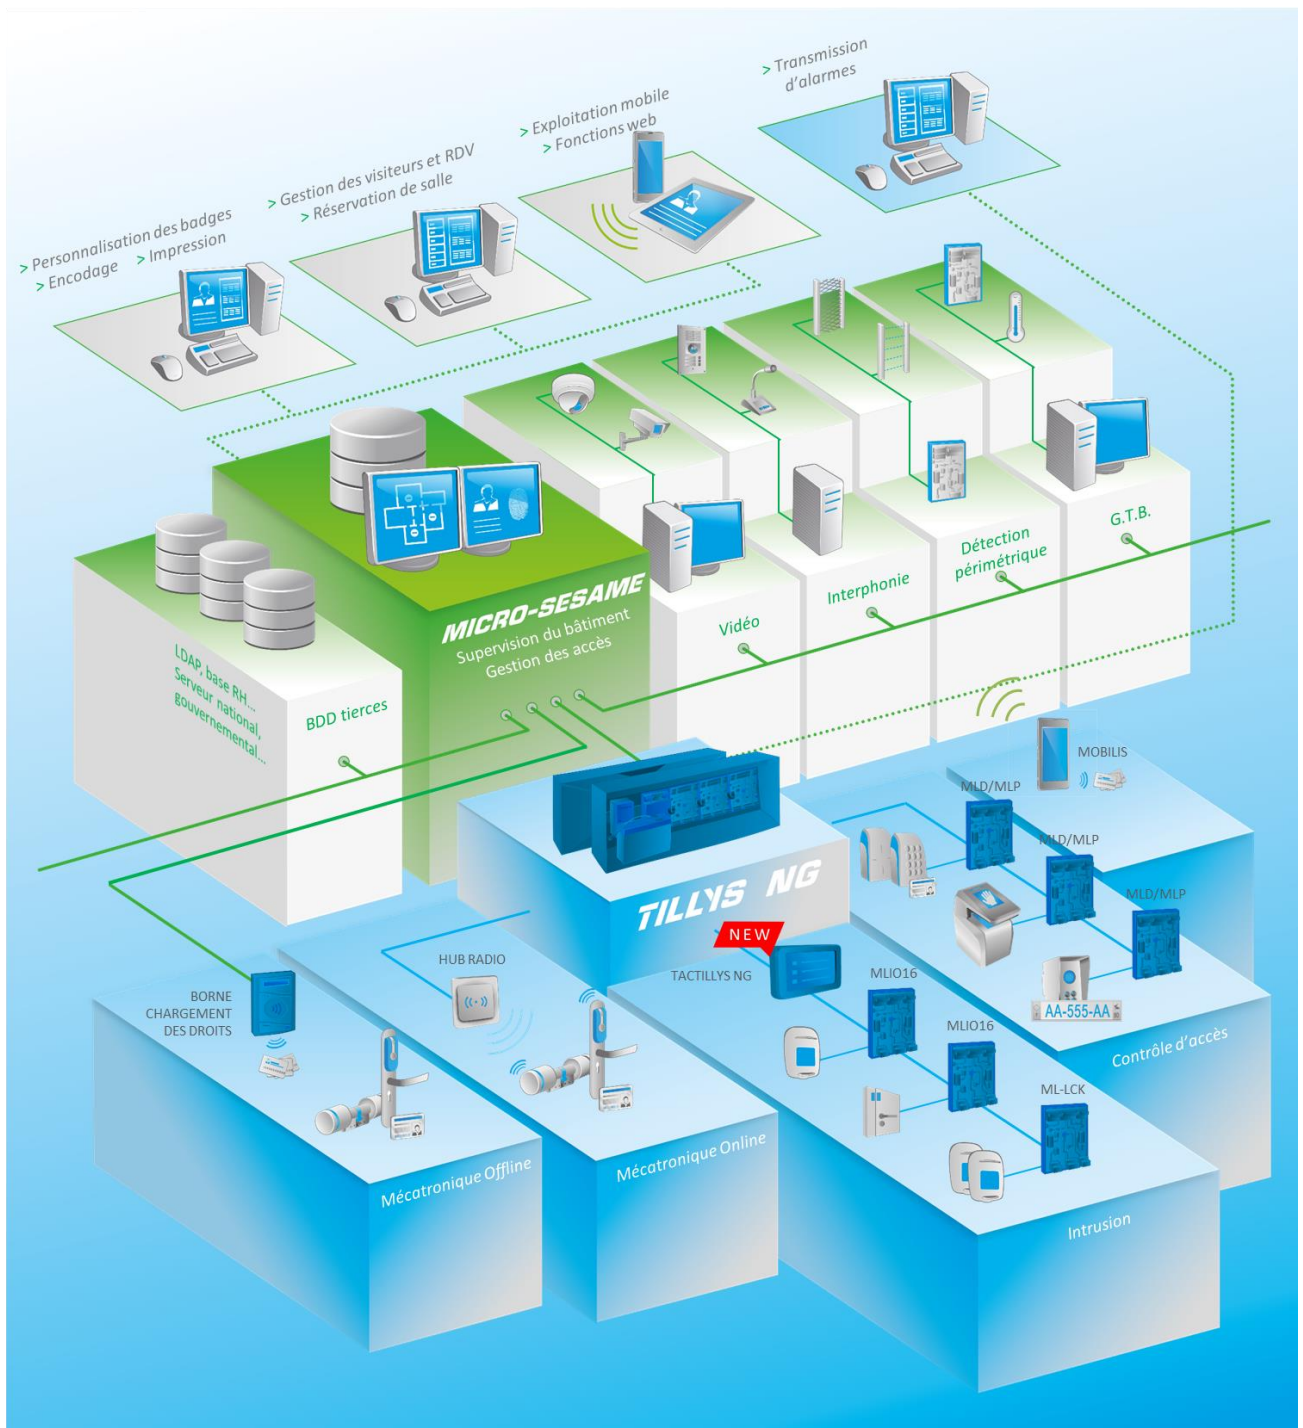 > Transmission
d'alarmes
> Exploitation mobile
> Fonctions web
> Gestion des visiteurs et RDV
> Réservation de salle
> Personnalisation des badges
> Encodage > Impression
G.T.B.
Détection
périmétrique
Interphonie
Vidéo
MICRO-SESAME
Supervision du bâtiment
Gestion des accès
LDAP, base RH...
Serveur national,
gouvernemental...
BDD tierces
MOBILIS
MLD/MLP
MLD/MLP
MLD/MLP
TILLYS NG
NEW
TACTILLYS NG
HUB RADIO
BORNE
CHARGEMENT
DES DROITS
MLIO16
MLIO16
ML-LCK
AA-555-AA
Contrôle d'accès
Mécatronique Offline
Mécatronique Online
Intrusion